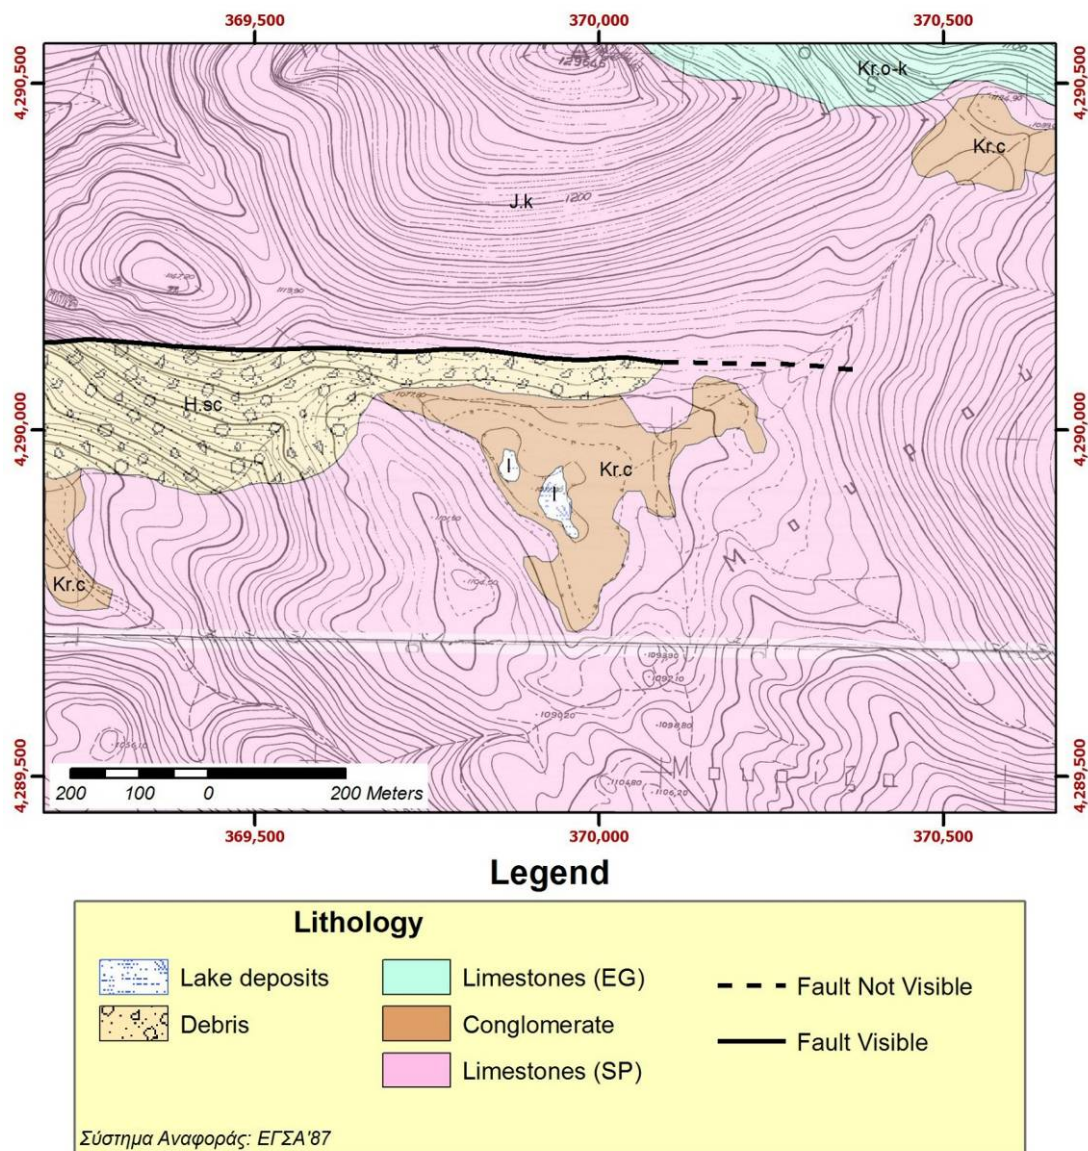 369,500 370,000 370,500
4,290,500 4,290,500
Kr.o-k
Kr.c
J.k
1200
H.sc
4,290,000 4,290,000
Kr.c
l
l
Kr.c
4,289,500 4,289,500
200 100 0 200 Meters
369,500 370,000 370,500
Legend
Lithology
Lake deposits
Debris
Limestones (EG)
Conglomerate
Limestones (SP)
Fault Not Visible
Fault Visible
Σύστημα Αναφοράς: ΕΓΣΑ'87